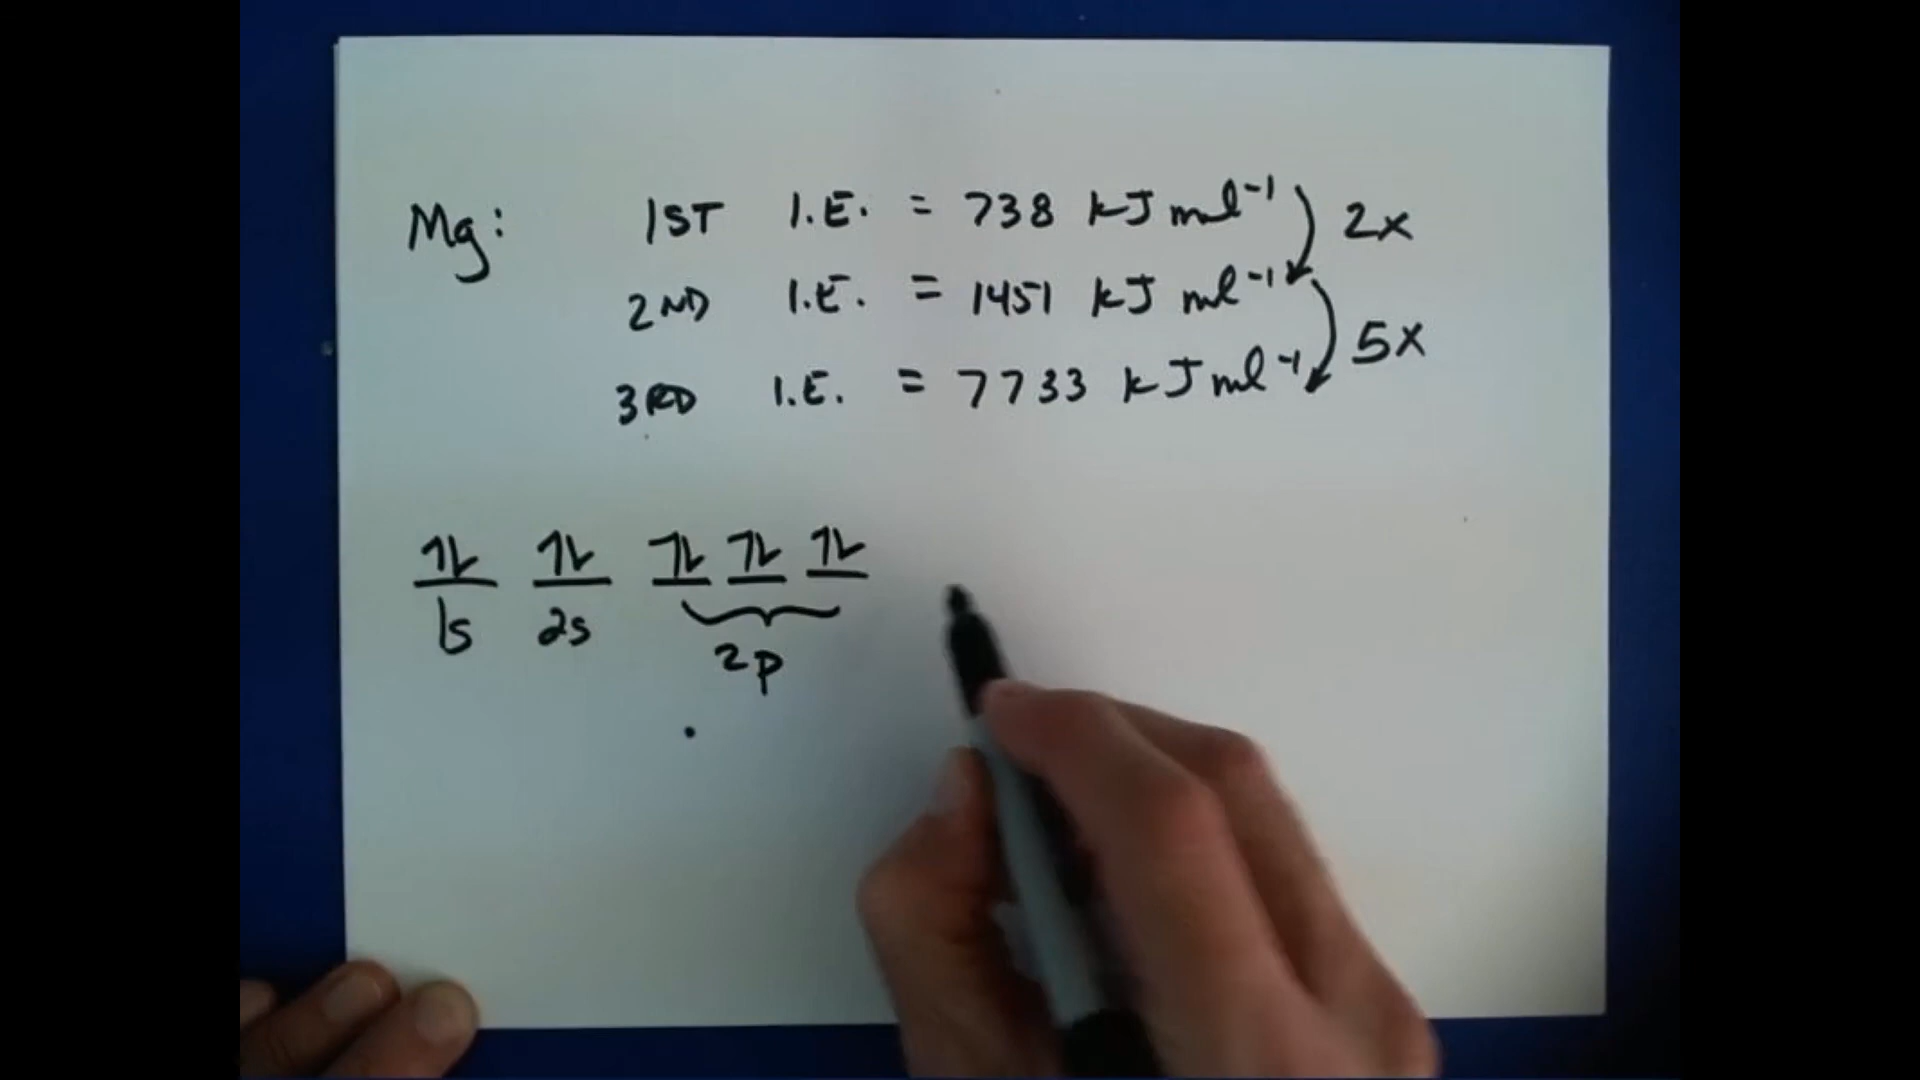 Mg: 1ST I.E. = 738 kJ mol⁻¹ 2x
2ND I.E. = 1451 kJ mol⁻¹
5x
3RD I.E. = 7733 kJ mol⁻¹
1s 2s
2p